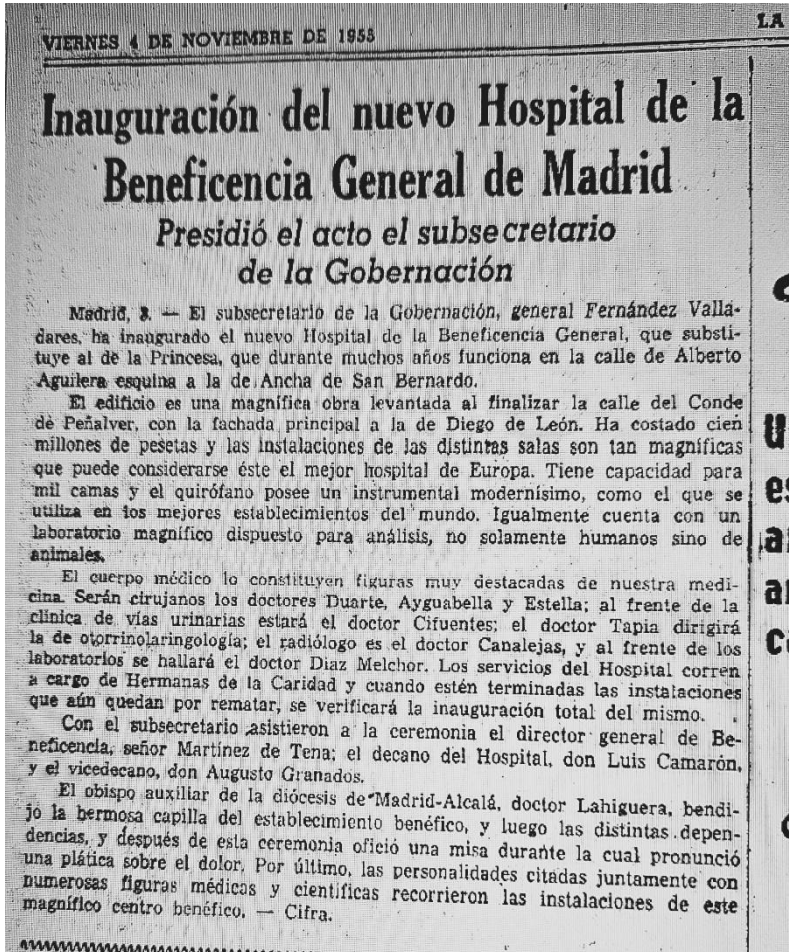 VIERNES 4 DE NOVIEMBRE DE 1955
LA
Inauguración del nuevo Hospital de la
Beneficencia General de Madrid
Presidió el acto el subsecretario
de la Gobernación
Madrid, 3. — El subsecretario de la Gobernación, general Fernández Valla-
dares, ha inaugurado el nuevo Hospital de la Beneficencia General, que substi-
tuye al de la Princesa, que durante muchos años funciona en la calle de Alberto
Aguilera esquina a la de Ancha de San Bernardo.
El edificio es una magnífica obra levantada al finalizar la calle del Conde
de Peñalver, con la fachada principal a la de Diego de León. Ha costado cien
millones de pesetas y las instalaciones de las distintas salas son tan magníficas
que puede considerarse éste el mejor hospital de Europa. Tiene capacidad para
mil camas y el quirófano posee un instrumental modernísimo, como el que se
utiliza en los mejores establecimientos del mundo. Igualmente cuenta con un
laboratorio magnífico dispuesto para análisis, no solamente humanos sino de
animales.
El cuerpo médico lo constituyen figuras muy destacadas de nuestra medi-
cina. Serán cirujanos los doctores Duarte, Ayguabella y Estella; al frente de la
clínica de vías urinarias estará el doctor Cifuentes; el doctor Tapia dirigirá
la de otorrinolaringología; el radiólogo es el doctor Canalejas, y al frente de los
laboratorios se hallará el doctor Díaz Melchor. Los servicios del Hospital corren
a cargo de Hermanas de la Caridad y cuando estén terminadas las instalaciones
que aún quedan por rematar, se verificará la inauguración total del mismo.
Con el subsecretario asistieron a la ceremonia el director general de Be-
neficencia, señor Martínez de Tena; el decano del Hospital, don Luis Camarón,
y el vicedecano, don Augusto Granados.
El obispo auxiliar de la diócesis de Madrid-Alcalá, doctor Lahiguera, bendi-
jo la hermosa capilla del establecimiento benéfico, y luego las distintas depen-
dencias, y después de esta ceremonia ofició una misa durante la cual pronunció
una plática sobre el dolor. Por último, las personalidades citadas juntamente con
numerosas figuras médicas y científicas recorrieron las instalaciones de este
magnífico centro benéfico. — Cifra.